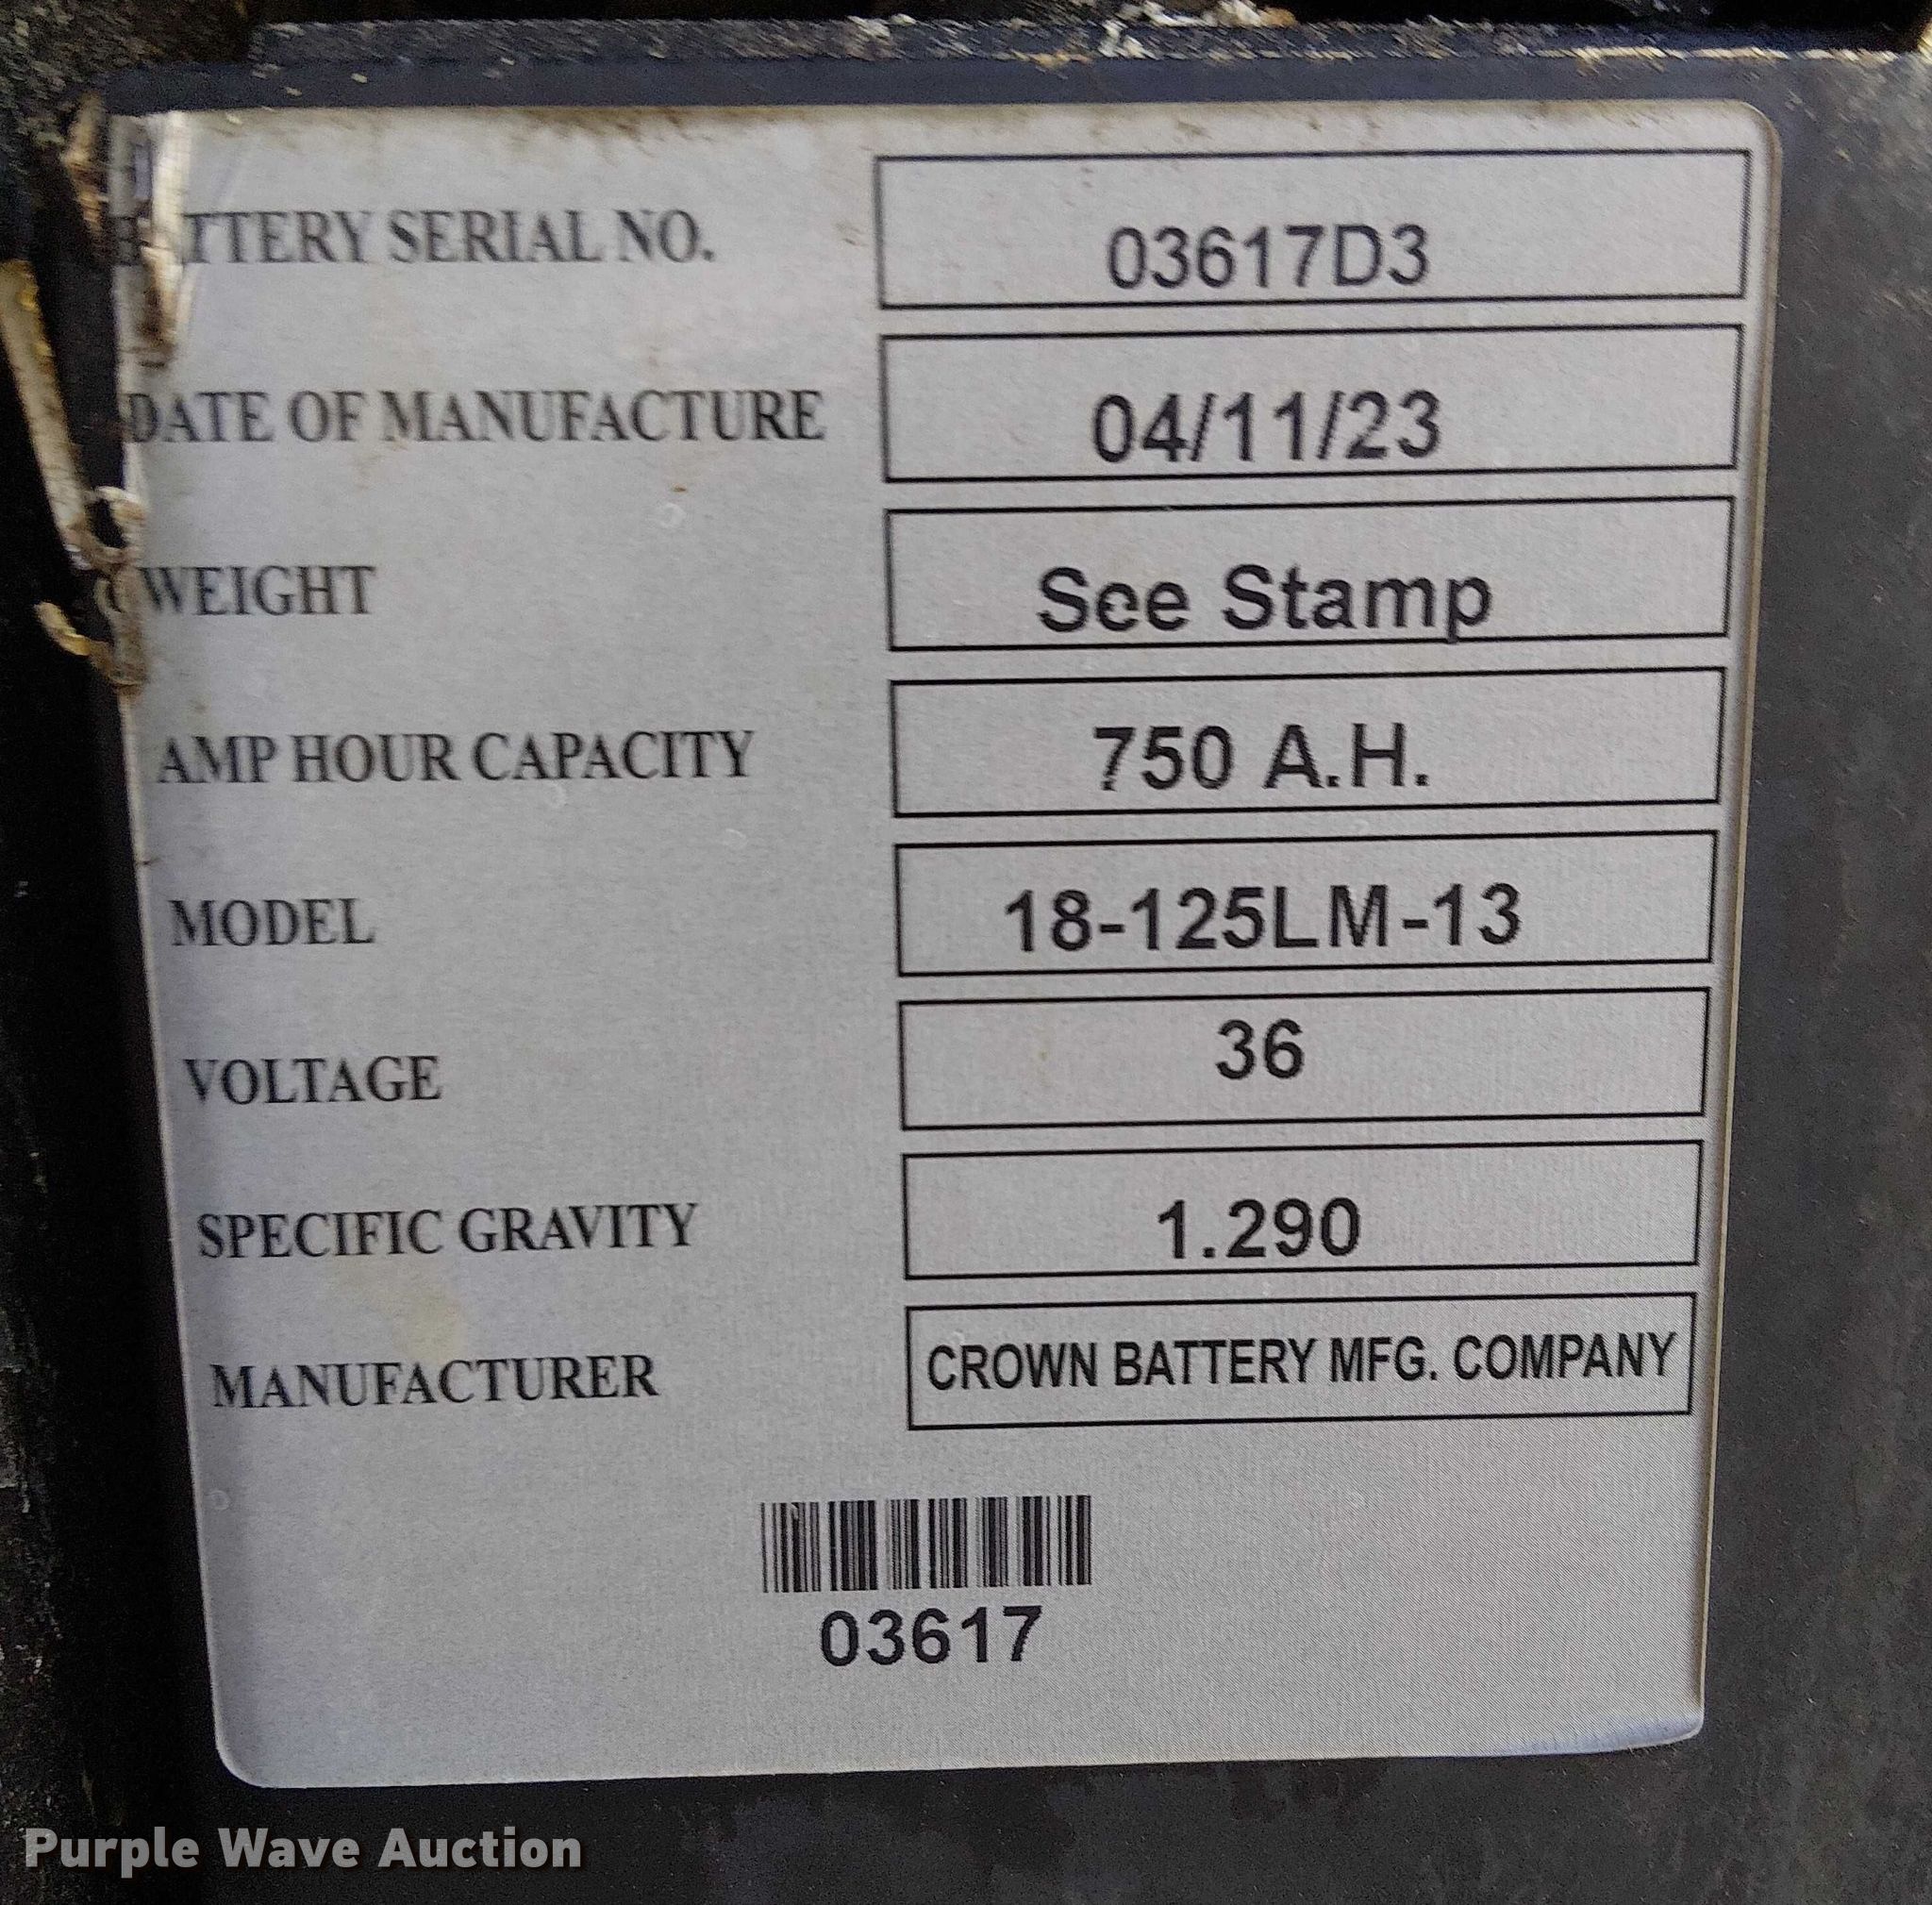 BATTERY SERIAL NO. 03617D3
DATE OF MANUFACTURE 04/11/23
WEIGHT See Stamp
AMP HOUR CAPACITY 750 A.H.
MODEL 18-125LM-13
VOLTAGE 36
SPECIFIC GRAVITY 1.290
MANUFACTURER CROWN BATTERY MFG. COMPANY
03617
Purple Wave Auction